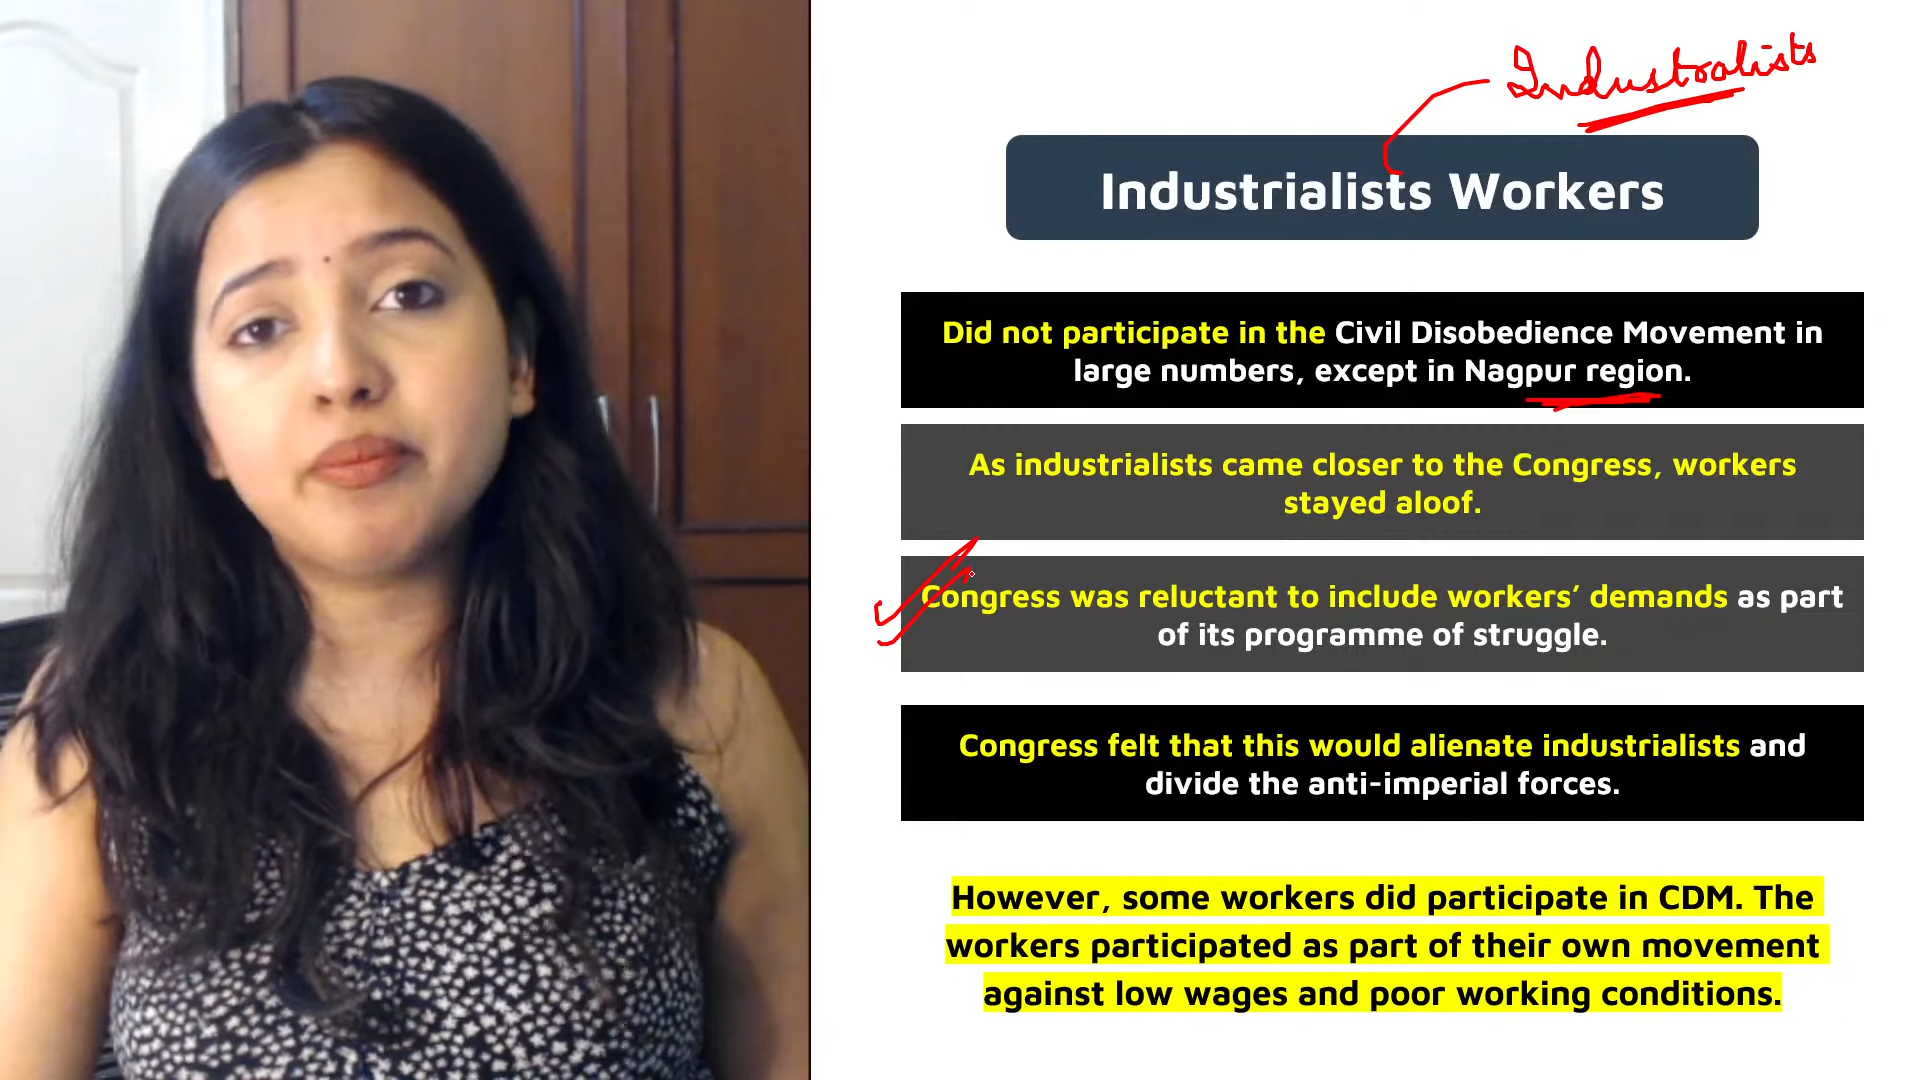 Industralists
Industrialists Workers
Did not participate in the Civil Disobedience Movement in
large numbers, except in Nagpur region.
As industrialists came closer to the Congress, workers
stayed aloof.
Congress was reluctant to include workers’ demands as part
of its programme of struggle.
Congress felt that this would alienate industrialists and
divide the anti-imperial forces.
However, some workers did participate in CDM. The
workers participated as part of their own movement
against low wages and poor working conditions.